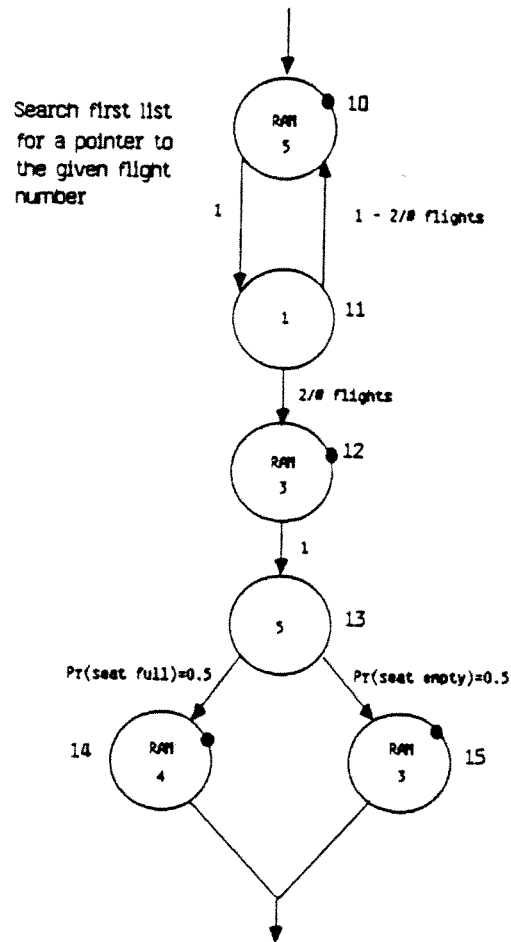 10
RAM
5
Search first list
for a pointer to
the given flight
number
1
1 - 2/# flights
1
11
2/# flights
12
RAM
3
1
5
13
Pr(seat full)=0.5
Pr(seat empty)=0.5
14
RAM
4
RAM
3
15